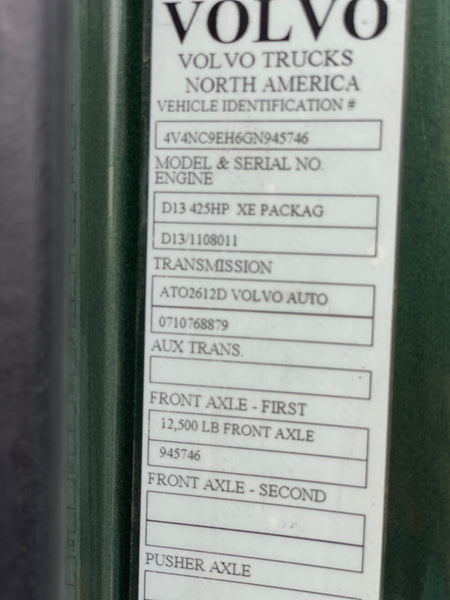 VOLVO
VOLVO TRUCKS
NORTH AMERICA
VEHICLE IDENTIFICATION #
4V4NC9EH6GN945746
MODEL & SERIAL NO.
ENGINE
D13 425HP XE PACKAG
D13/1108011
TRANSMISSION
ATO2612D VOLVO AUTO
0710768879
AUX TRANS.
FRONT AXLE - FIRST
12,500 LB FRONT AXLE
945746
FRONT AXLE - SECOND
PUSHER AXLE